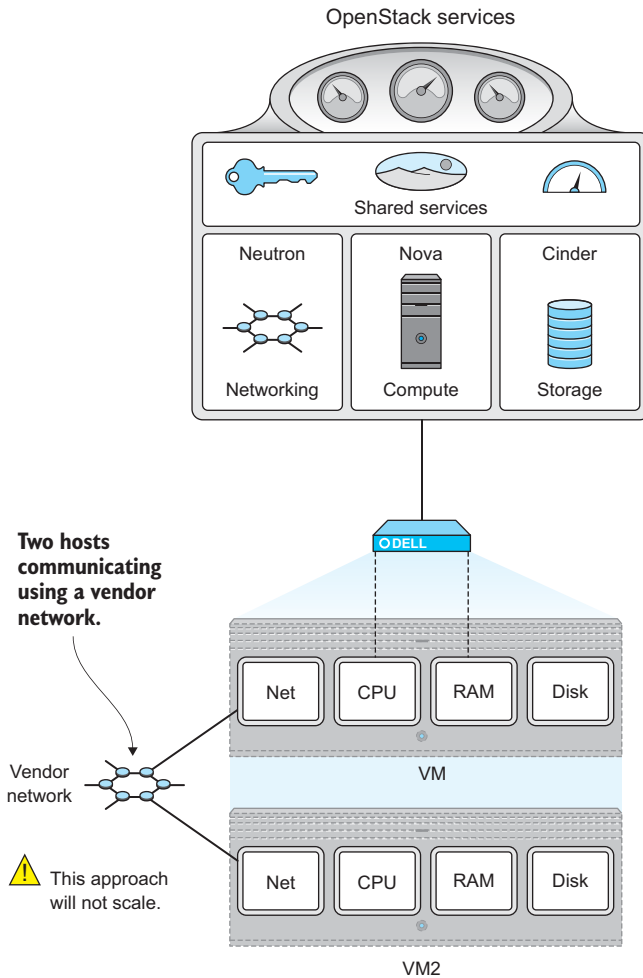 OpenStack services
Shared services
Neutron
Networking
Nova
Compute
Cinder
Storage
DELL
Two hosts
communicating
using a vendor
network.
Net
CPU
RAM
Disk
VM
Vendor
network
Net
CPU
RAM
Disk
VM2
! This approach
will not scale.